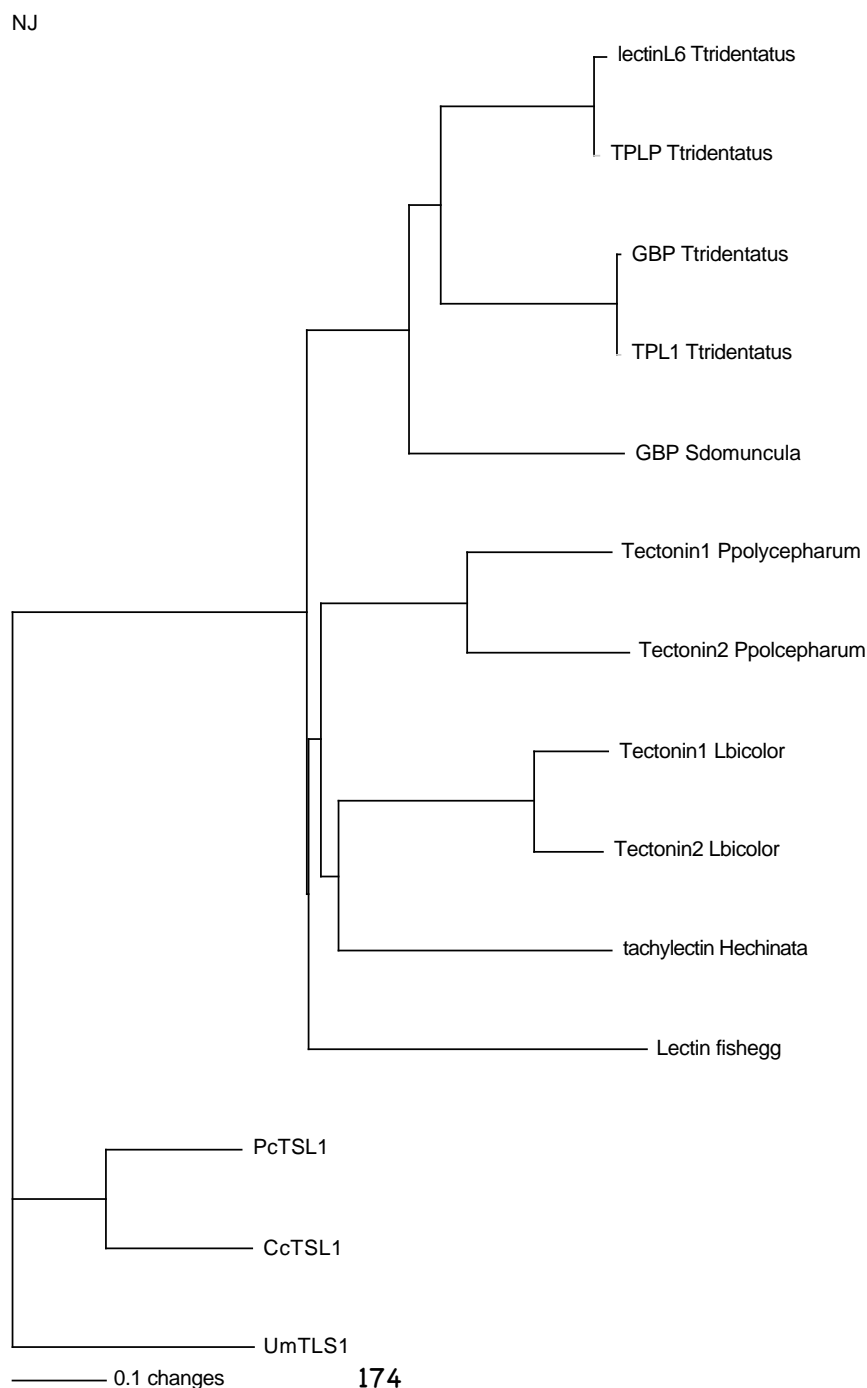 NJ
lectinL6 Ttridentatus
TPLP Ttridentatus
GBP Ttridentatus
TPL1 Ttridentatus
GBP Sdomuncula
Tectonin1 Ppolycepharum
Tectonin2 Ppolcepharum
Tectonin1 Lbicolor
Tectonin2 Lbicolor
tachylectin Hechinata
Lectin fishegg
PcTSL1
CcTSL1
UmTLS1
0.1 changes
174